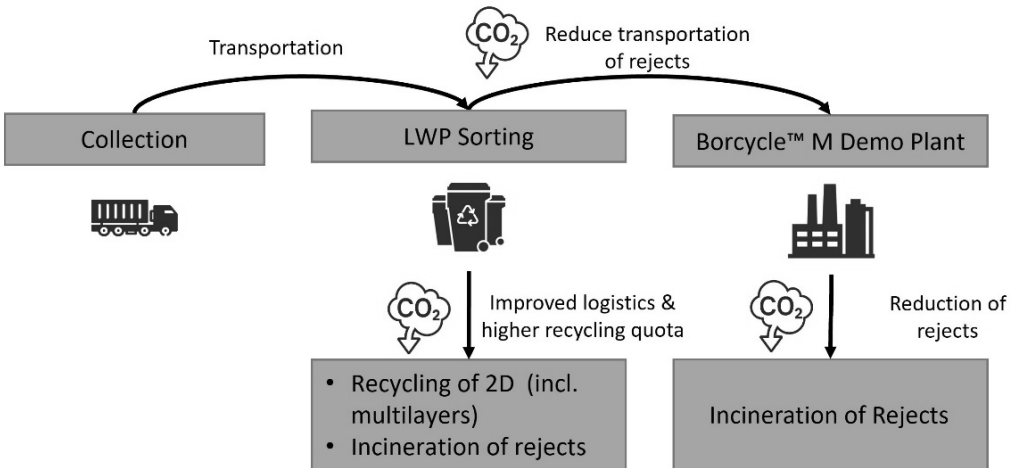 Transportation
CO2
Reduce transportation
of rejects
Collection
LWP Sorting
Borcycle™ M Demo Plant
CO2
Improved logistics &
higher recycling quota
CO2
Reduction of
rejects
• Recycling of 2D (incl.
multilayers)
• Incineration of rejects
Incineration of Rejects